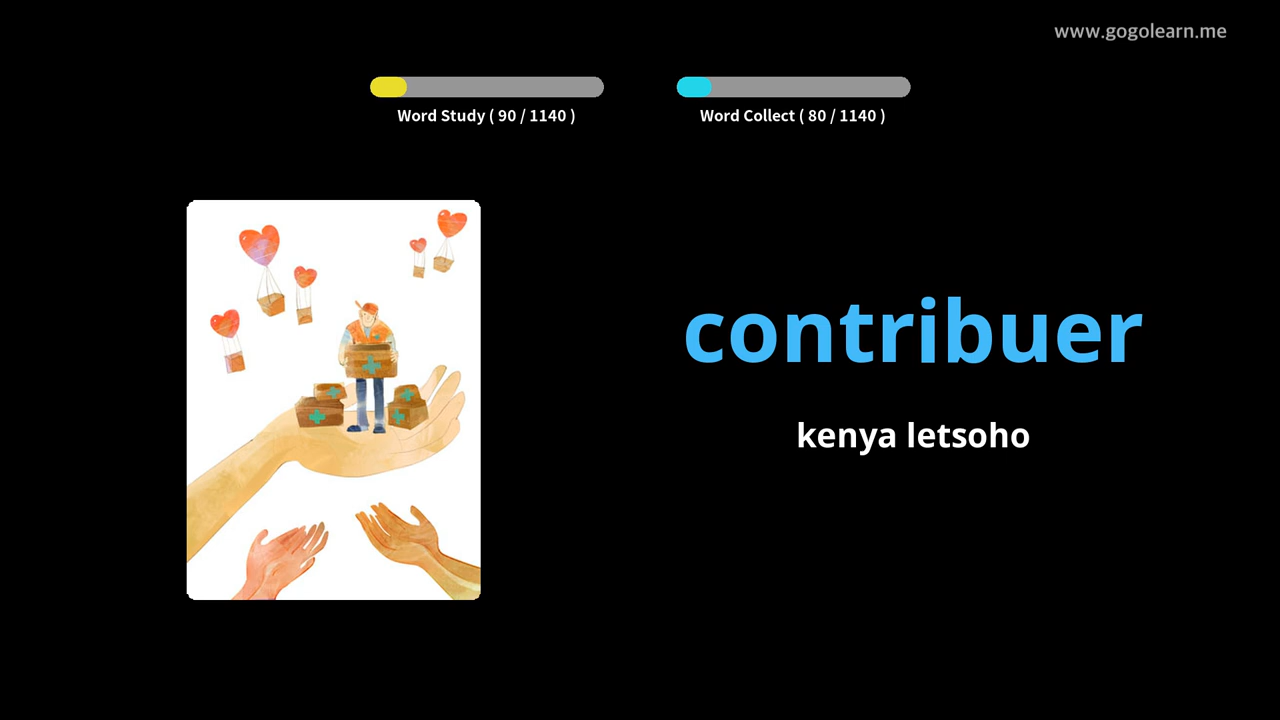 www.gogolearn.me
Word Study ( 90 / 1140 )
Word Collect ( 80 / 1140 )
contribuer
kenya letsoho